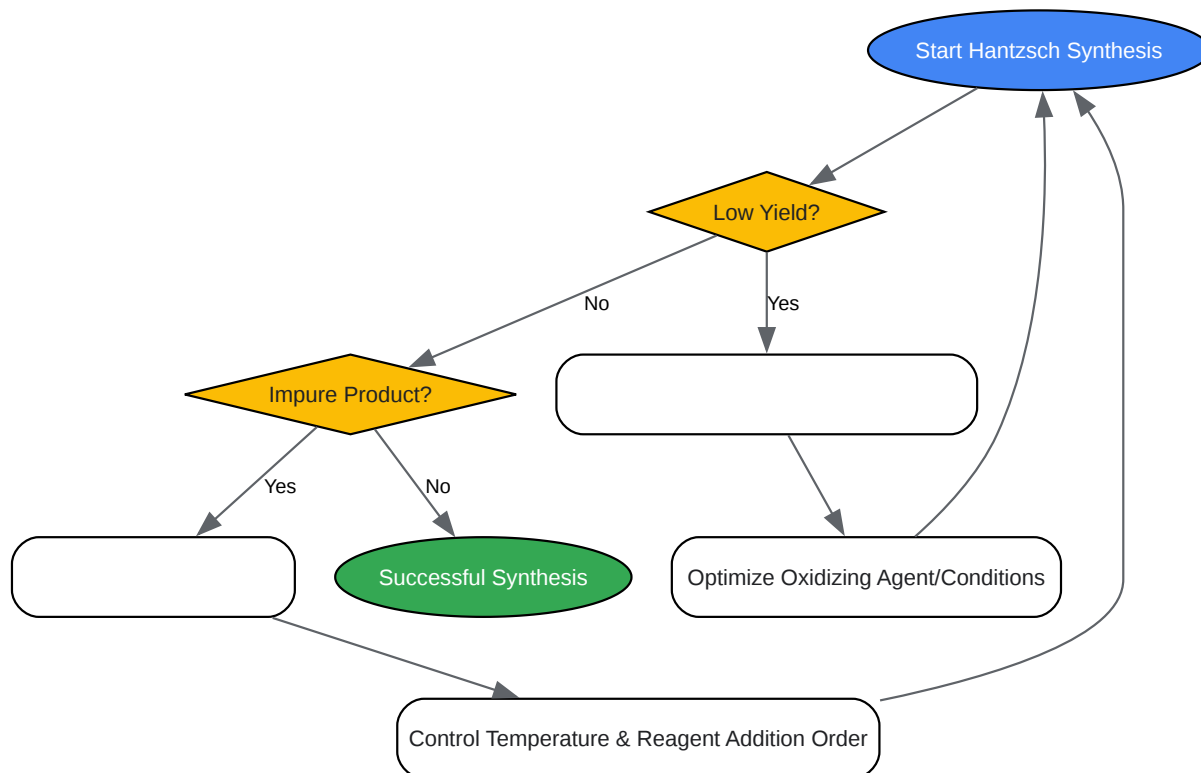 Start Hantzsch Synthesis
Low Yield?
No
Yes
Impure Product?
Yes
No
Successful Synthesis
Optimize Oxidizing Agent/Conditions
Control Temperature & Reagent Addition Order